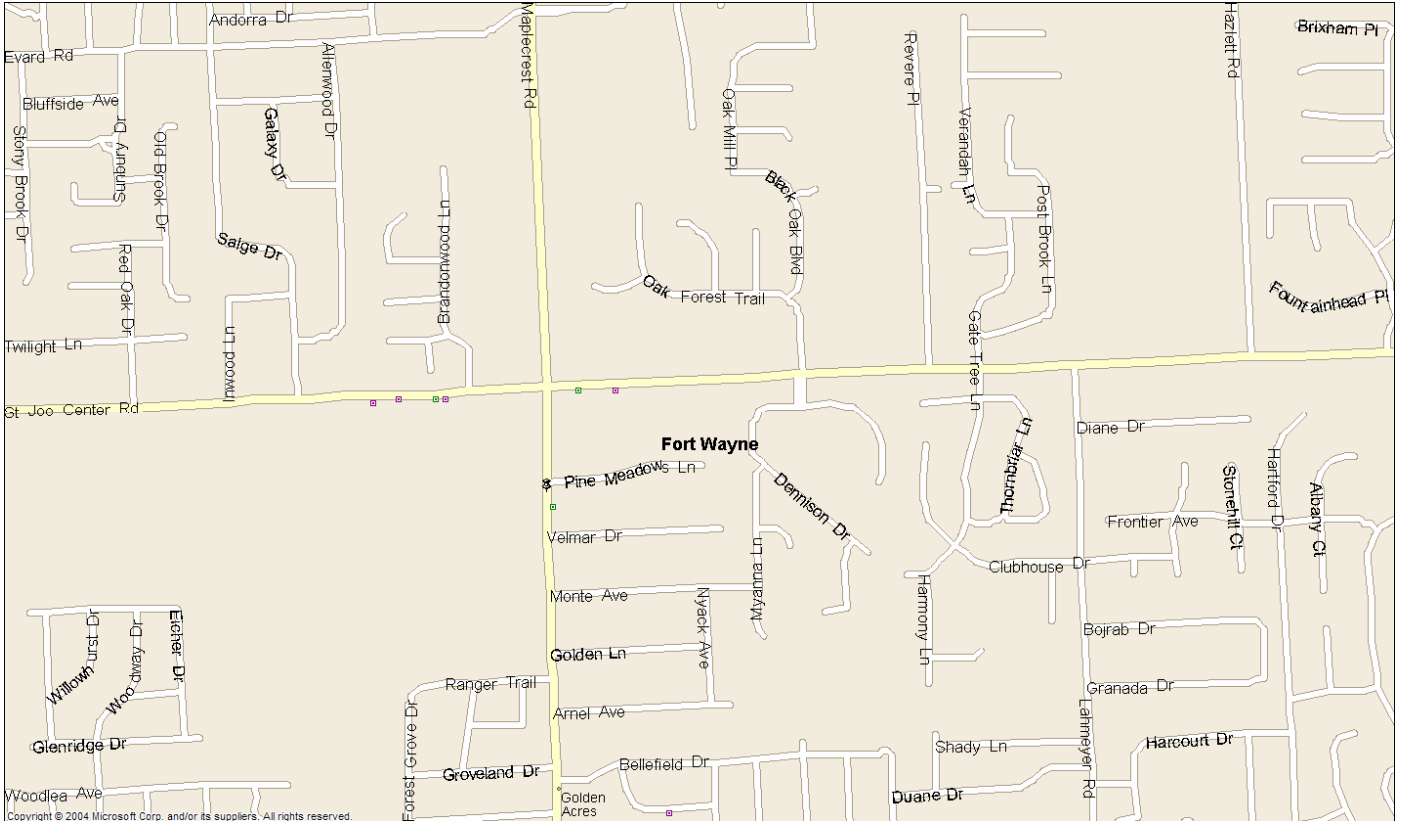 Andorra Dr
Maplecrest Rd
Hazlett Rd
Brixham Pl
Evard Rd
Allenwood Dr
Revere Pl
Bluffside Ave
Galaxy Dr
Oak Mill Pl
Verandah Ln
Stony Brook Dr
Sunbury Dr
Old Brook Dr
Black Oak Blvd
Post Brook Ln
Brandonwood Ln
Saige Dr
Red Oak Dr
Oak Forest Trail
Fountainhead Pl
Twilight Ln
Inwood Ln
Gate Tree Ln
St Joe Center Rd
Fort Wayne
Diane Dr
Thornbriar Ln
Pine Meadows Ln
Dennison Dr
Stonehill Ct
Hartford Dr
Albany Ct
Frontier Ave
Velmar Dr
Myanna Ln
Clubhouse Dr
Monte Ave
Nyack Ave
Harmony Ln
Bojrab Dr
Willowhurst Dr
Woodway Dr
Eicher Dr
Golden Ln
Ranger Trail
Granada Dr
Forest Grove Dr
Arnel Ave
Lahmeyer Rd
Glenridge Dr
Shady Ln
Harcourt Dr
Groveland Dr
Bellefield Dr
Woodlea Ave
Golden
Acres
Duane Dr
Copyright © 2004 Microsoft Corp. and/or its suppliers. All rights reserved.